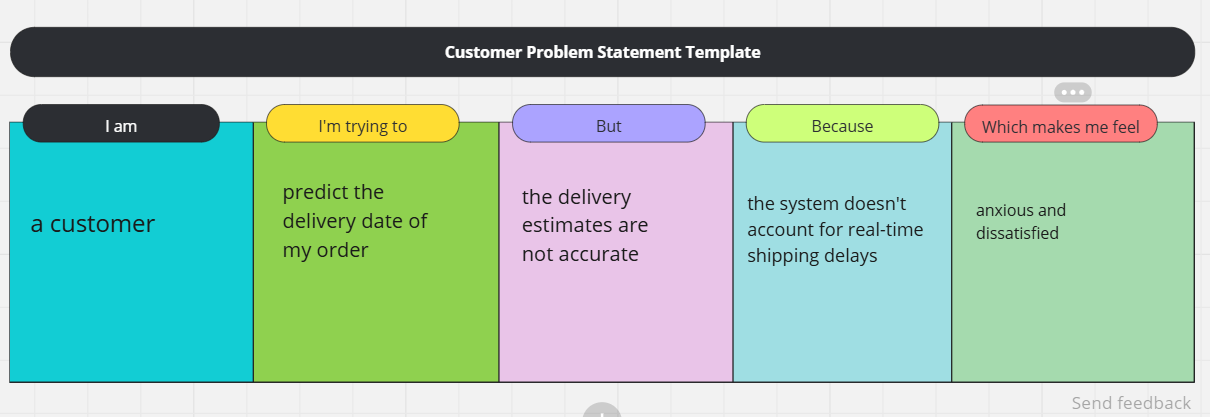 Customer Problem Statement Template
I am
I'm trying to
But
Because
Which makes me feel
a customer
predict the
delivery date of
my order
the delivery
estimates are
not accurate
the system doesn't
account for real-time
shipping delays
anxious and
dissatisfied
Send feedback